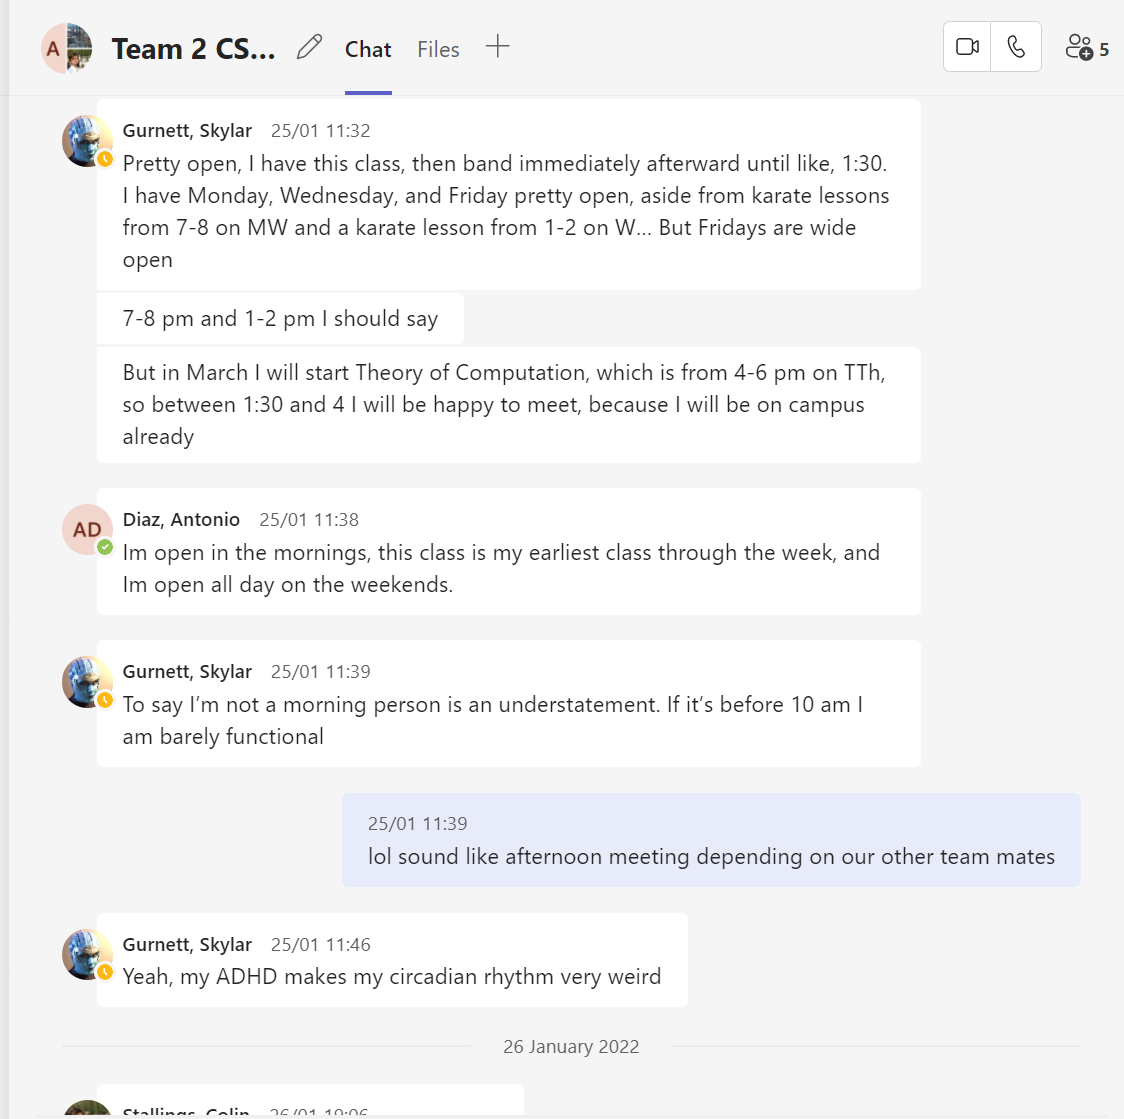 A
Team 2 CS...
Chat
Files
5
Gurnett, Skylar 25/01 11:32
Pretty open, I have this class, then band immediately afterward until like, 1:30.
I have Monday, Wednesday, and Friday pretty open, aside from karate lessons
from 7-8 on MW and a karate lesson from 1-2 on W... But Fridays are wide
open
7-8 pm and 1-2 pm I should say
But in March I will start Theory of Computation, which is from 4-6 pm on TTh,
so between 1:30 and 4 I will be happy to meet, because I will be on campus
already
AD
Diaz, Antonio 25/01 11:38
Im open in the mornings, this class is my earliest class through the week, and
Im open all day on the weekends.
Gurnett, Skylar 25/01 11:39
To say I’m not a morning person is an understatement. If it’s before 10 am I
am barely functional
25/01 11:39
lol sound like afternoon meeting depending on our other team mates
Gurnett, Skylar 25/01 11:46
Yeah, my ADHD makes my circadian rhythm very weird
26 January 2022
Stallings, Colin 26/01 19:06